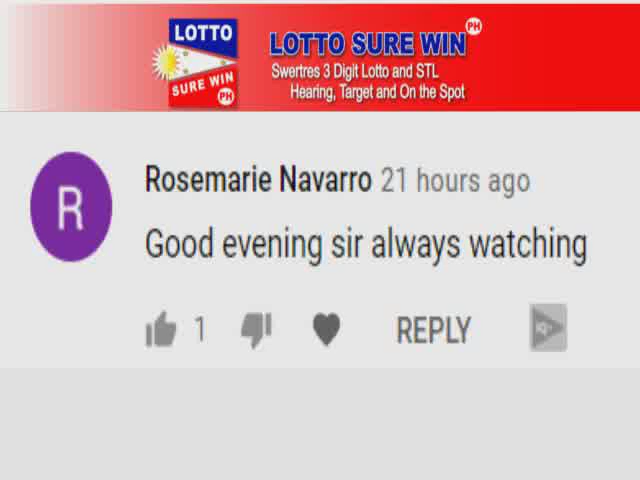 LOTTO
SURE WIN
PH
LOTTO SURE WIN PH
Swertres 3 Digit Lotto and STL
Hearing, Target and On the Spot
R
Rosemarie Navarro 21 hours ago
Good evening sir always watching
1
REPLY